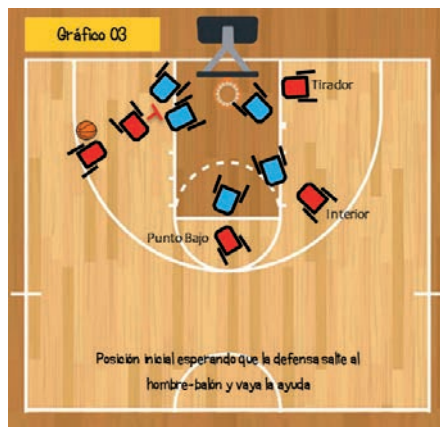 Gráfico 03
Tirador
Interior
Punto Bajo
Posición inicial esperando que la defensa salte al
hombre-balón y vaya la ayuda